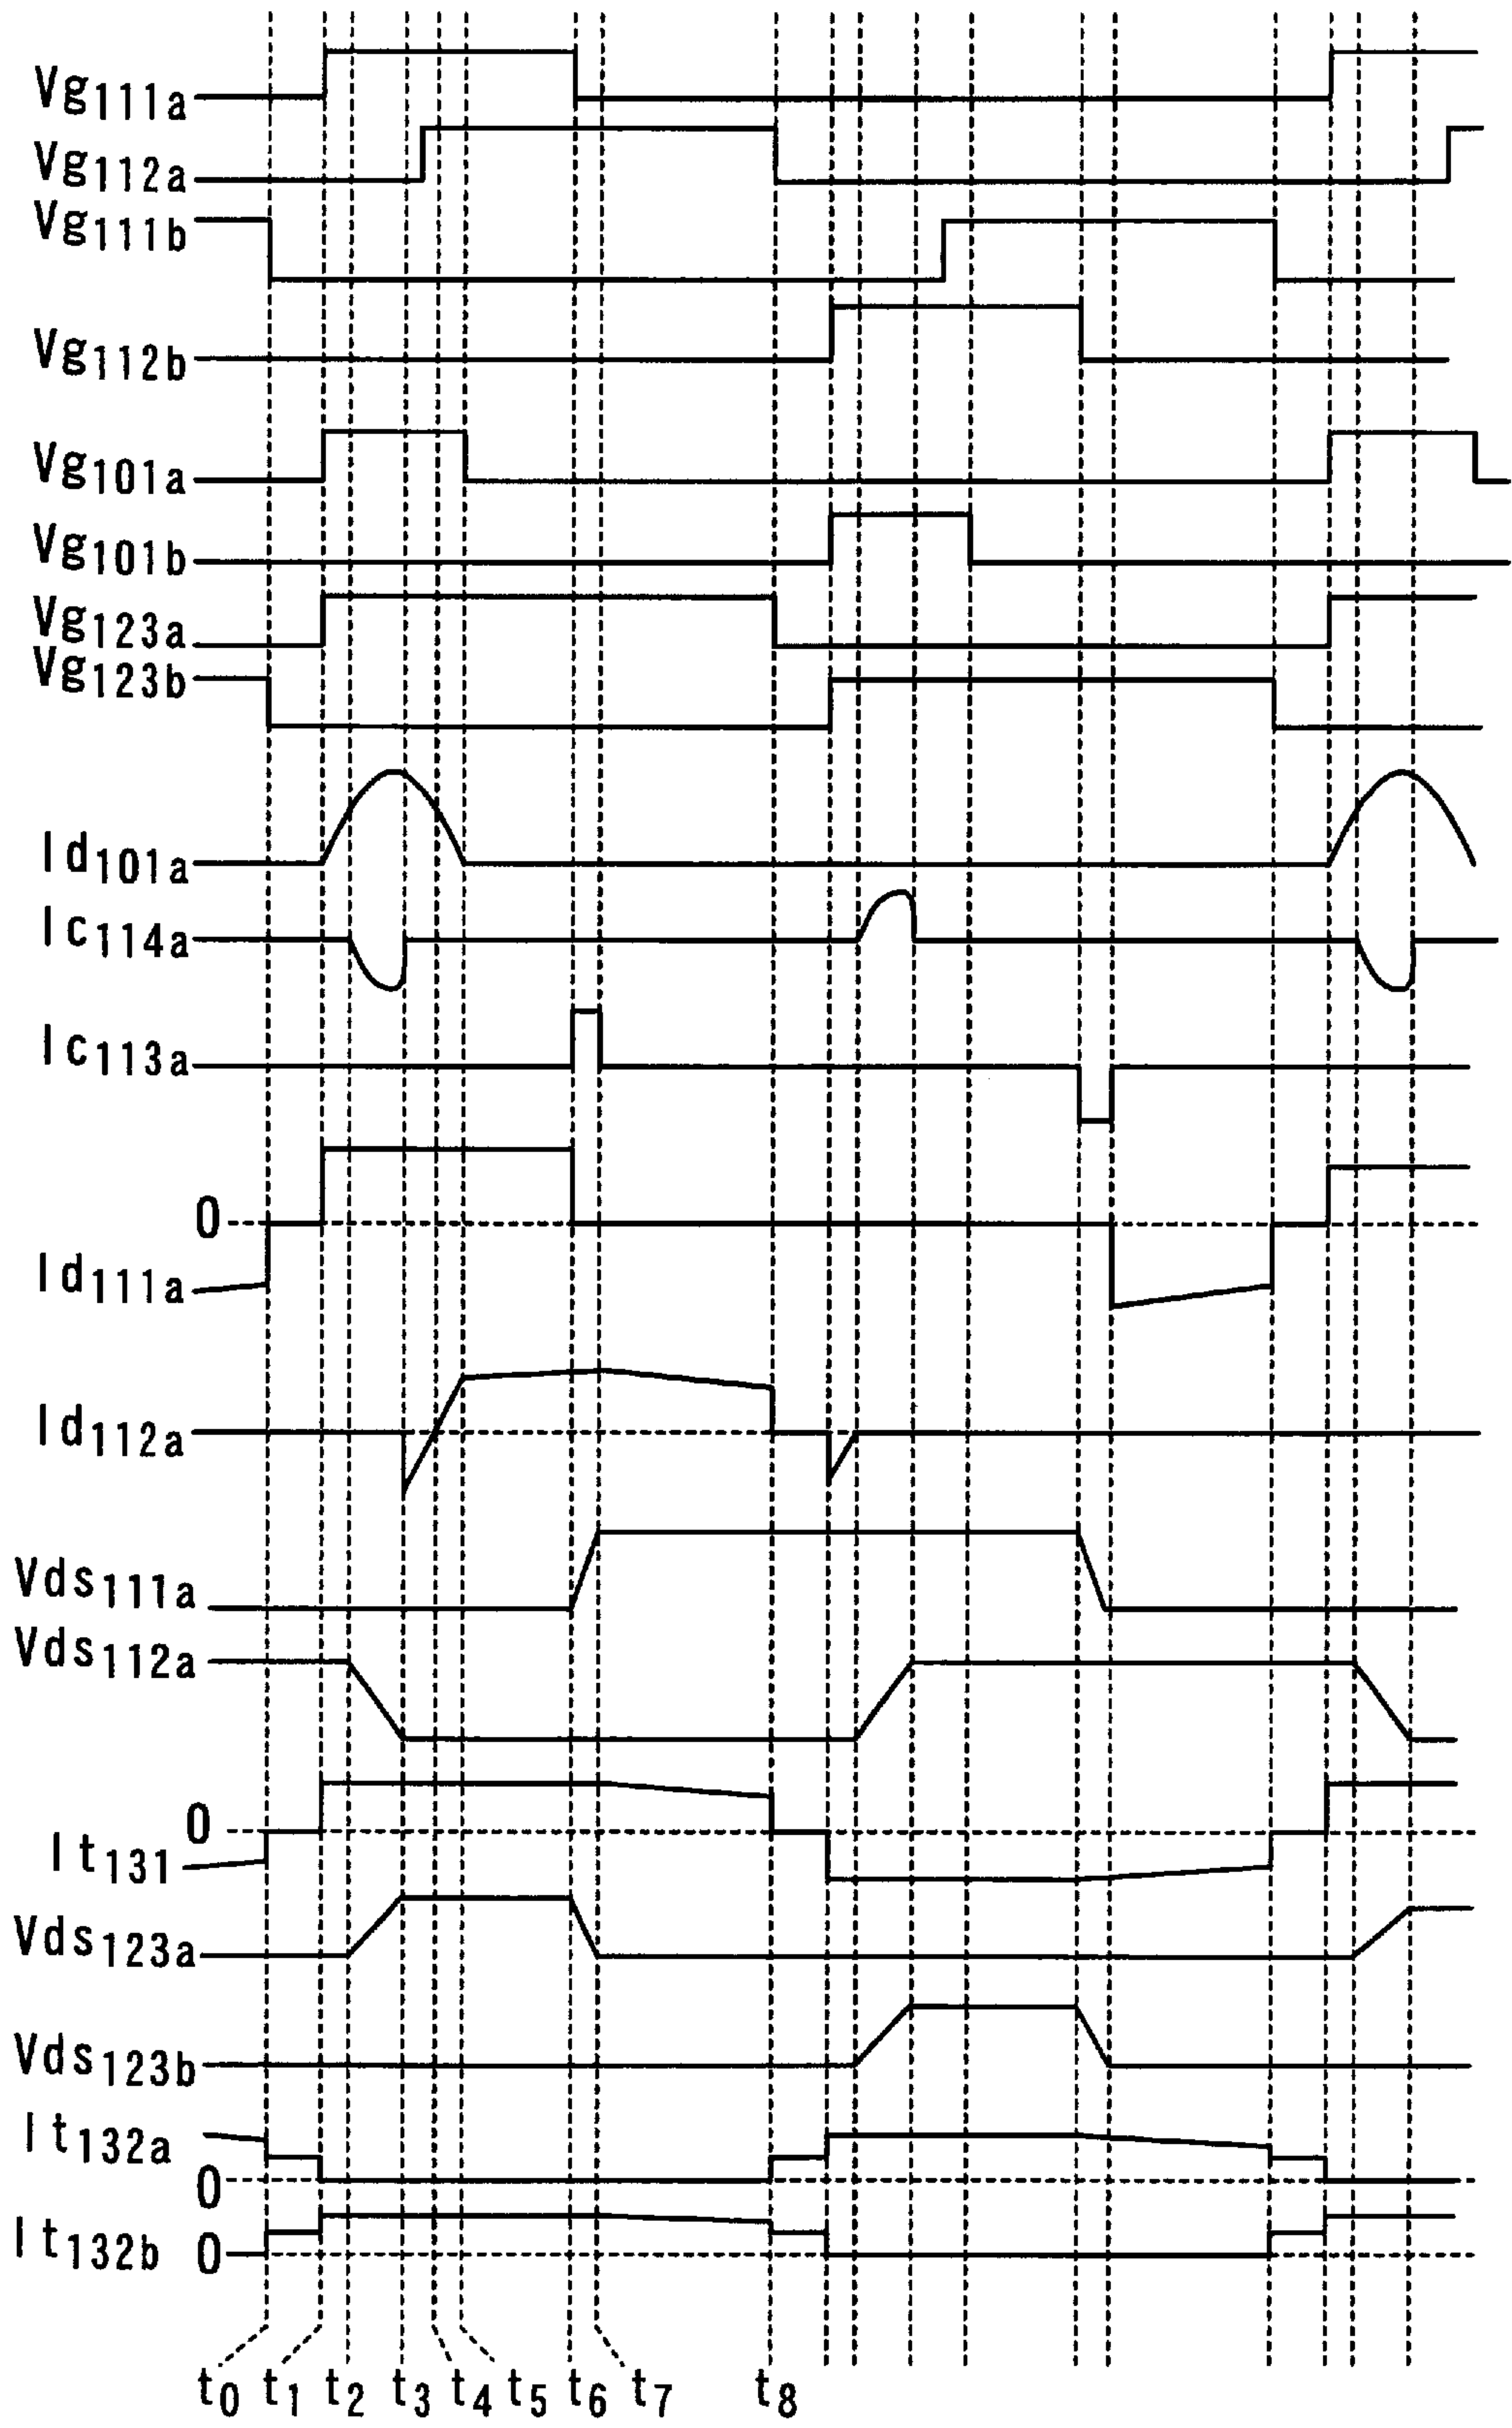 Vg111a
Vg112a
Vg111b
Vg112b
Vg101a
Vg101b
Vg123a
Vg123b
Id101a
Ic114a
Ic113a
0
Id111a
Id112a
Vds111a
Vds112a
0
It131
Vds123a
Vds123b
It132a
0
It132b 0
t0 t1 t2 t3 t4 t5 t6 t7 t8